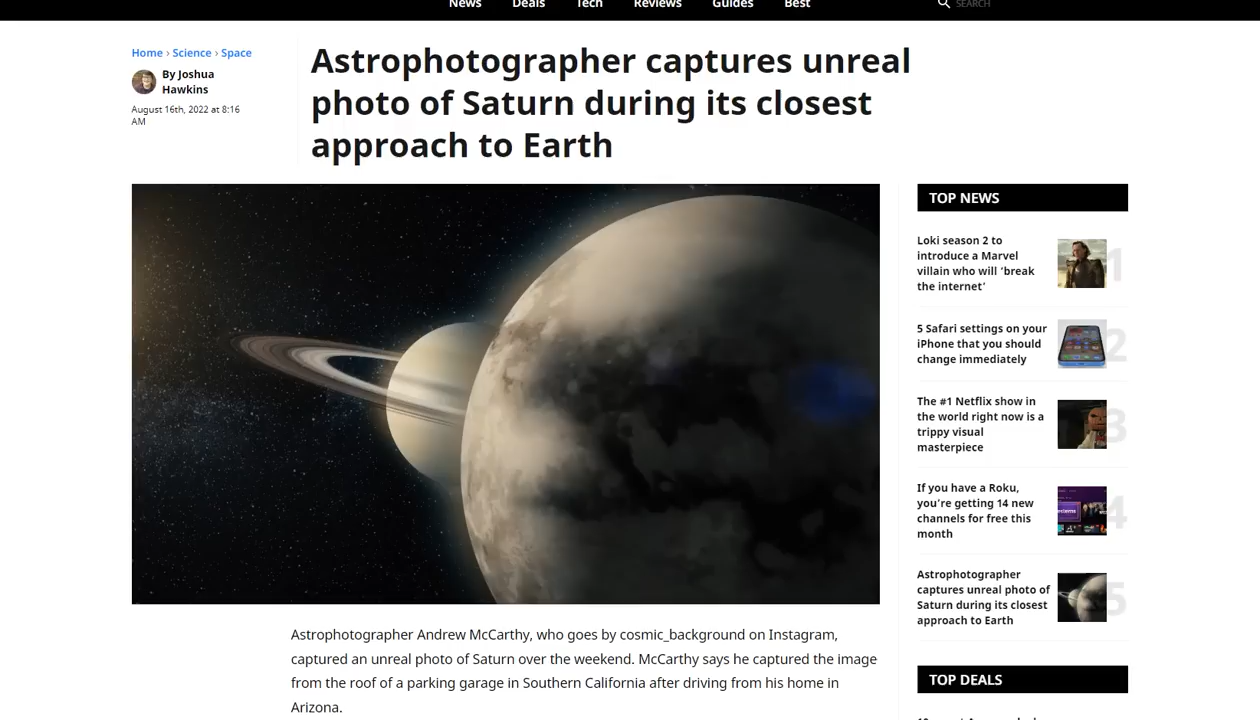 News Deals Tech Reviews Guides Best SEARCH
Home › Science › Space
By Joshua
Hawkins
August 16th, 2022 at 8:16
AM
Astrophotographer captures unreal
photo of Saturn during its closest
approach to Earth
Astrophotographer Andrew McCarthy, who goes by cosmic_background on Instagram,
captured an unreal photo of Saturn over the weekend. McCarthy says he captured the image
from the roof of a parking garage in Southern California after driving from his home in
Arizona.
TOP NEWS
Loki season 2 to
introduce a Marvel
villain who will ‘break
the internet’
1
5 Safari settings on your
iPhone that you should
change immediately
2
The #1 Netflix show in
the world right now is a
trippy visual
masterpiece
3
If you have a Roku,
you’re getting 14 new
channels for free this
month
4
Astrophotographer
captures unreal photo of
Saturn during its closest
approach to Earth
5
TOP DEALS